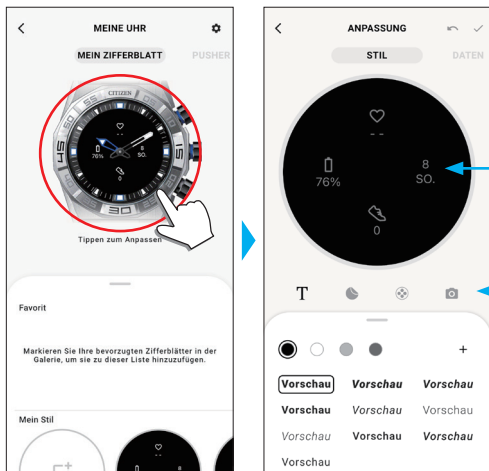 MEINE UHR
MEIN ZIFFERBLATT
PUSHER
CITIZEN
76%
8
SO.
0
Tippen zum Anpassen
Favorit
Markieren Sie Ihre bevorzugten Zifferblätter in der
Galerie, um sie zu dieser Liste hinzuzufügen.
Mein Stil
ANPASSUNG
STIL
DATEN
--
76%
8
SO.
0
T
+
Vorschau Vorschau Vorschau
Vorschau Vorschau Vorschau
Vorschau Vorschau Vorschau
Vorschau